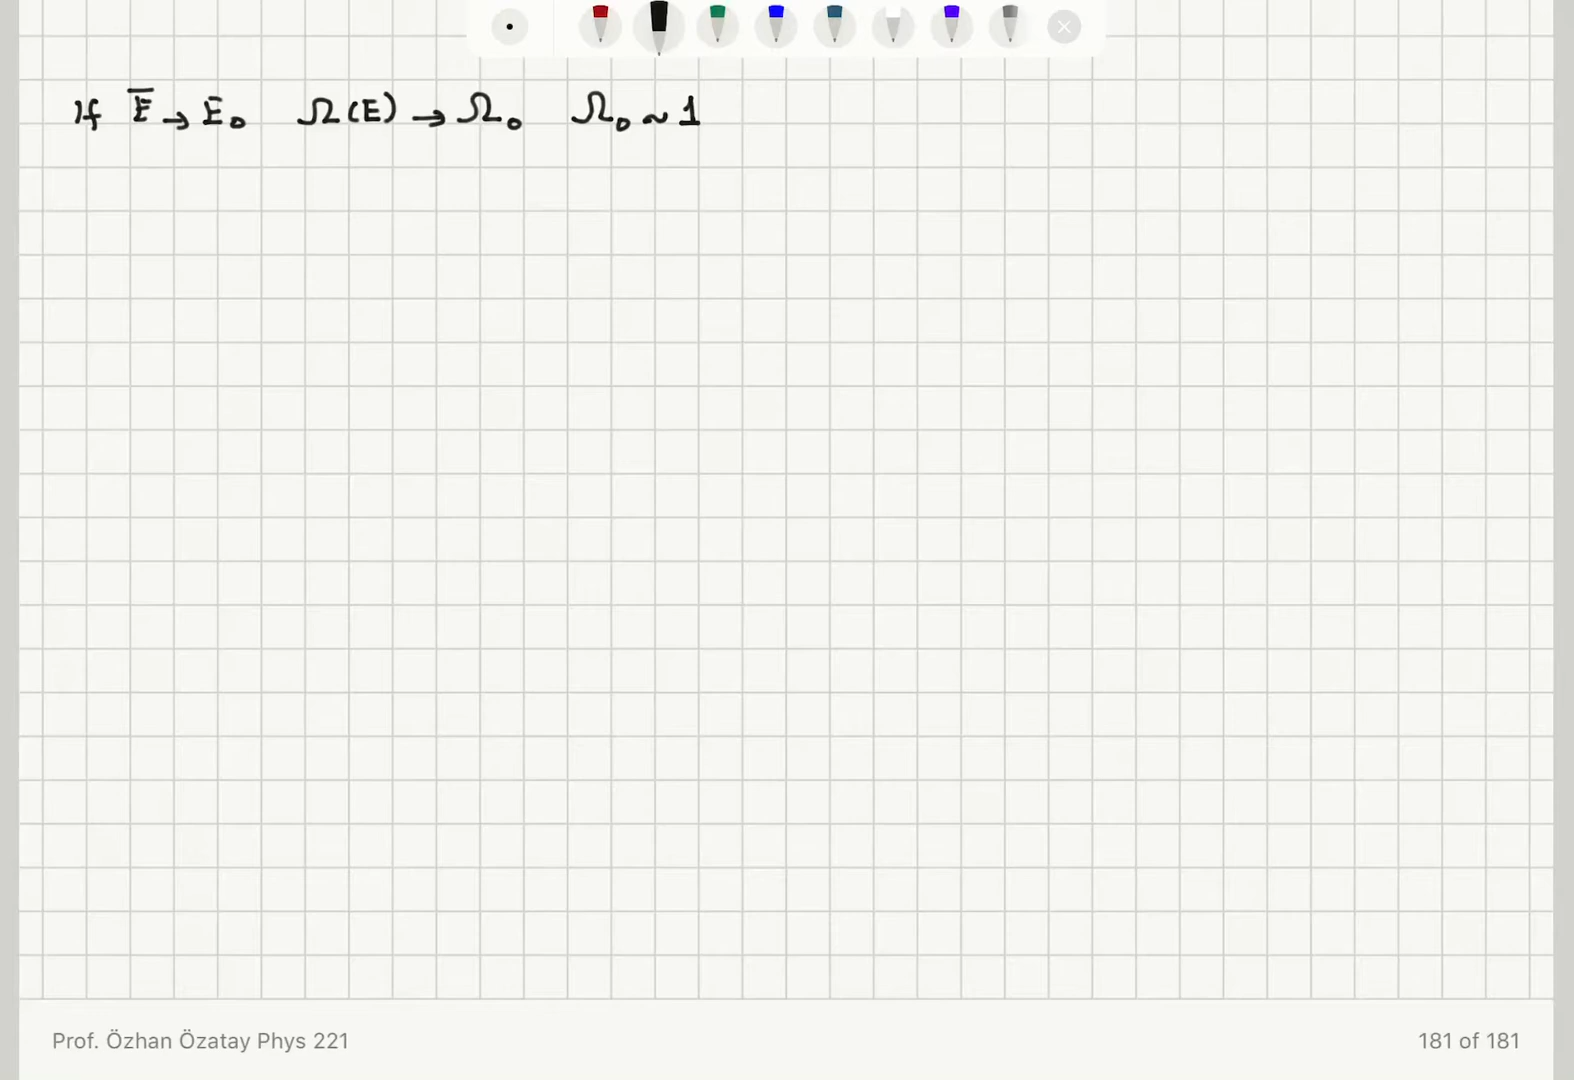 If E̅ → E₀ Ω(E) → Ω₀ Ω₀ ~ 1
Prof. Özhan Özatay Phys 221
181 of 181